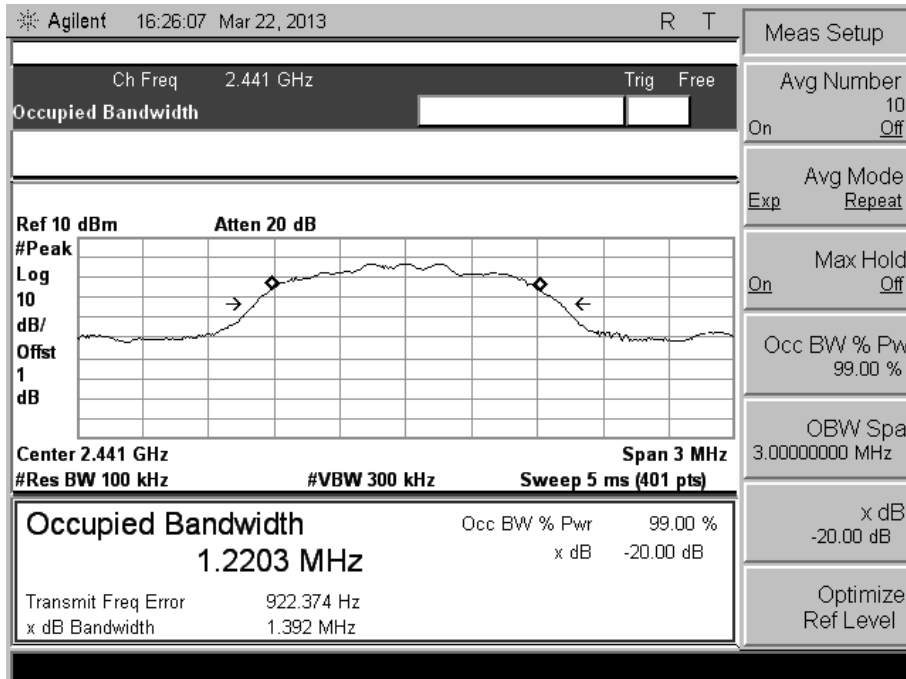 Agilent 16:26:07 Mar 22, 2013 R T
Ch Freq 2.441 GHz Trig Free
Occupied Bandwidth
Ref 10 dBm Atten 20 dB
#Peak
Log
10
dB/
Offst
1
dB
Center 2.441 GHz Span 3 MHz
#Res BW 100 kHz #VBW 300 kHz Sweep 5 ms (401 pts)
Occupied Bandwidth
1.2203 MHz
Occ BW % Pwr 99.00 %
x dB -20.00 dB
Transmit Freq Error 922.374 Hz
x dB Bandwidth 1.392 MHz
Meas Setup
Avg Number
10
On Off
Avg Mode
Exp Repeat
Max Hold
On Off
Occ BW % Pw
99.00 %
OBW Spa
3.00000000 MHz
x dB
-20.00 dB
Optimize
Ref Level